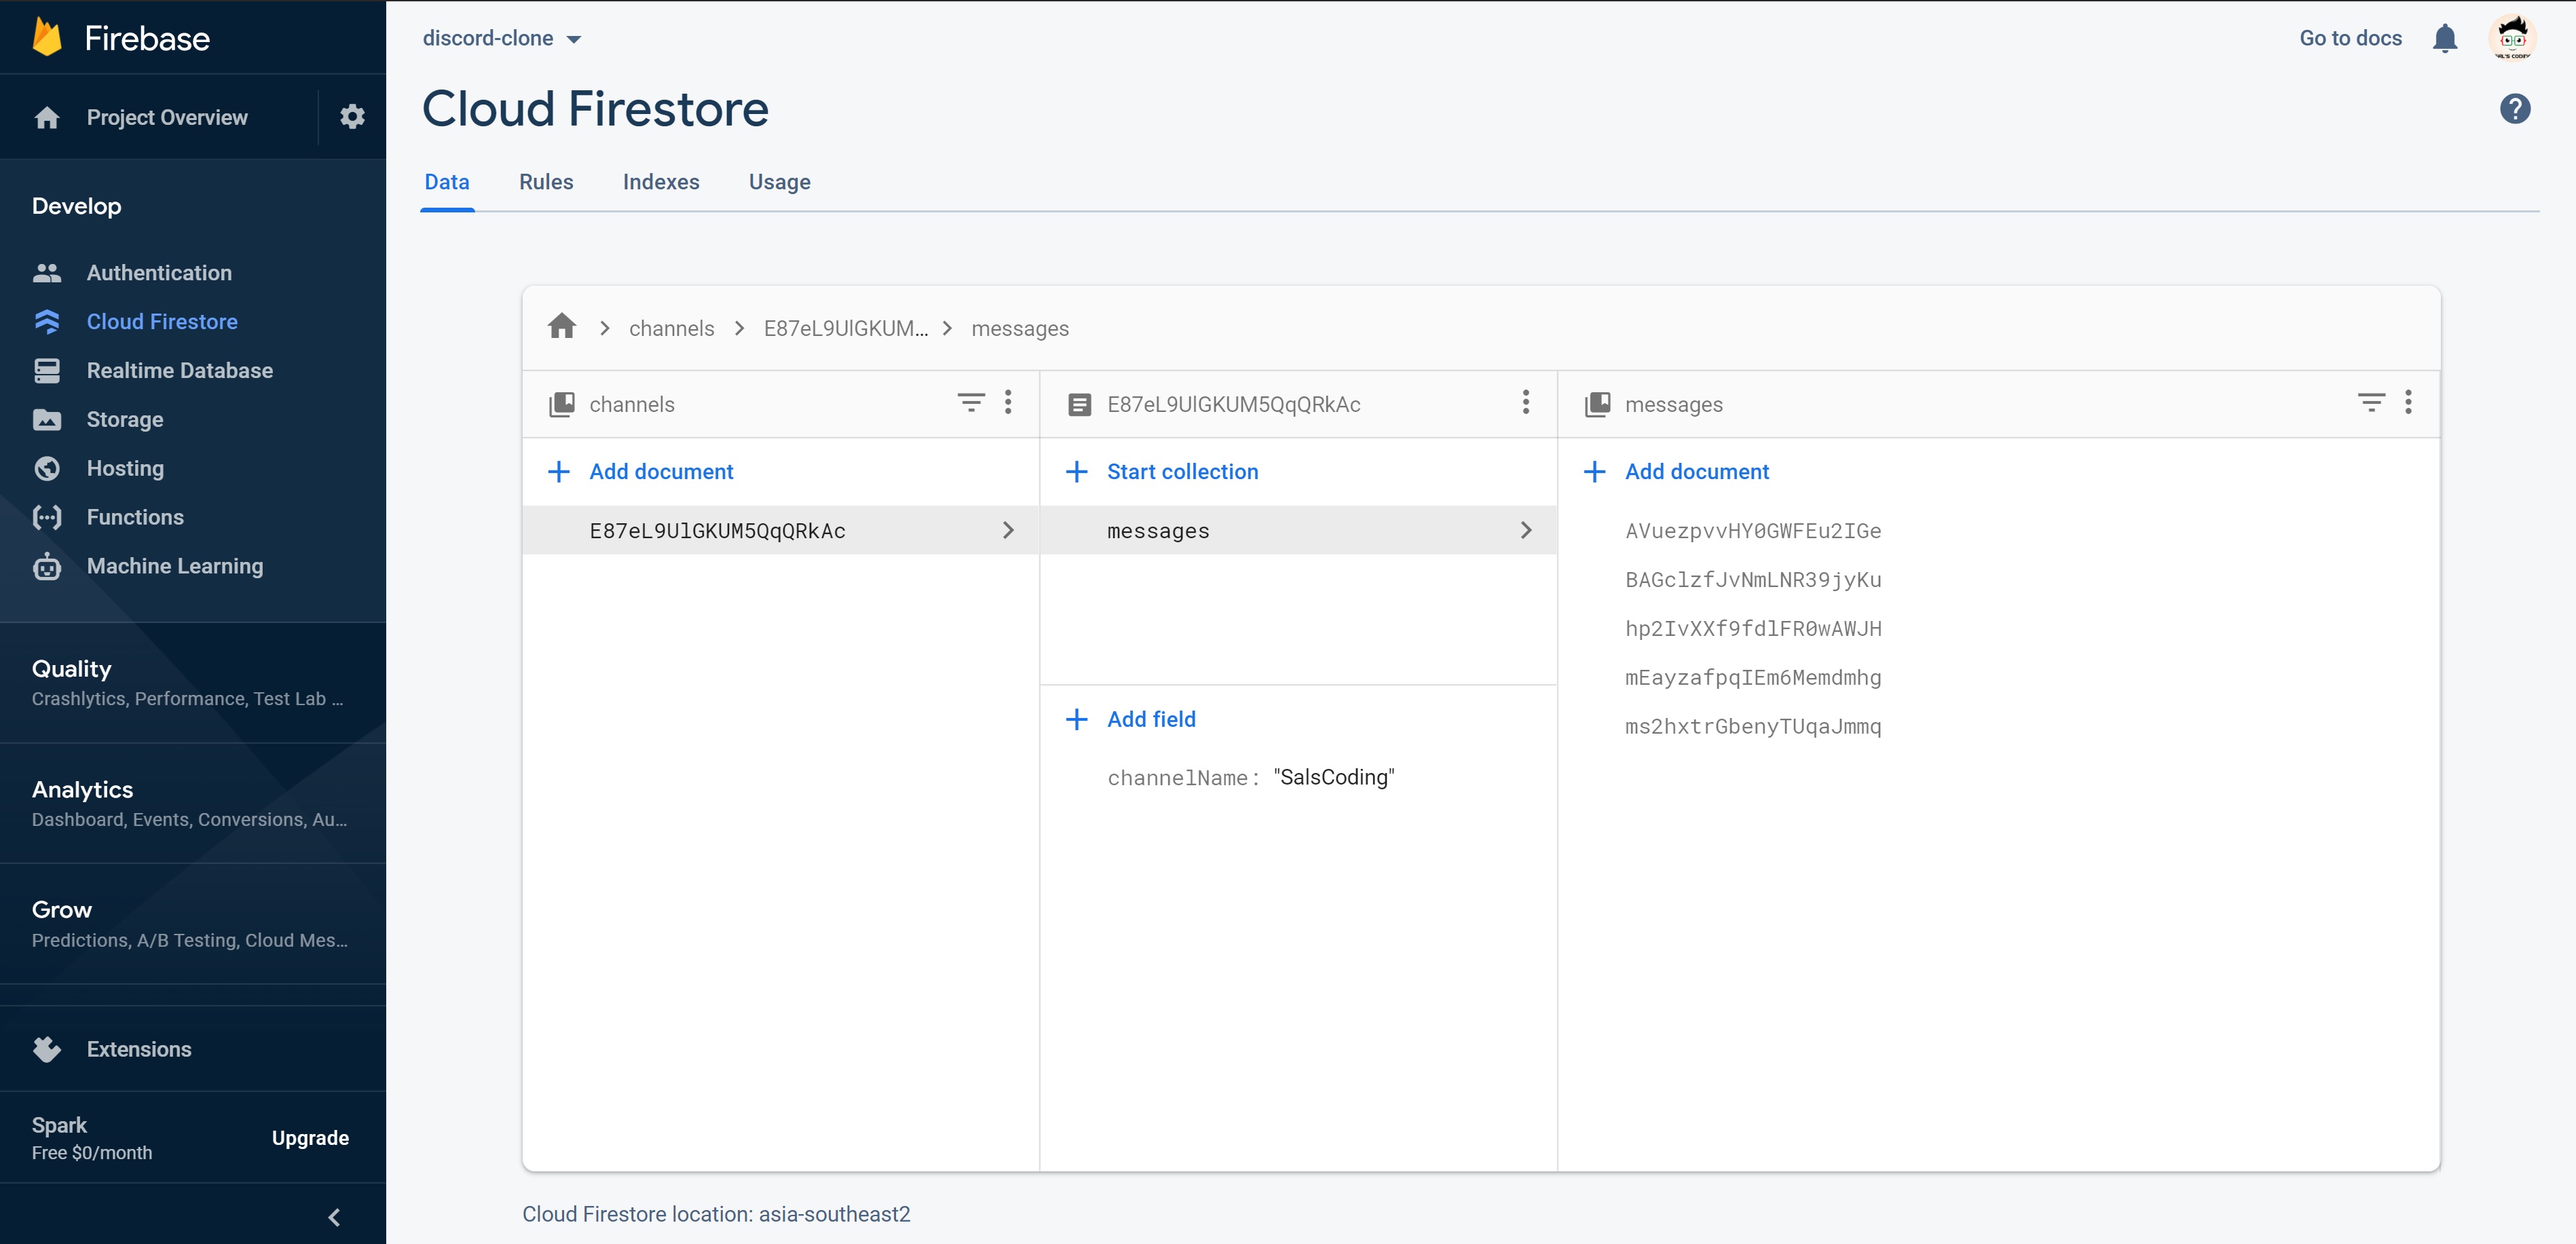 Firebase
Project Overview
Develop
Authentication
Cloud Firestore
Realtime Database
Storage
Hosting
Functions
Machine Learning
Quality
Crashlytics, Performance, Test Lab ...
Analytics
Dashboard, Events, Conversions, Au...
Grow
Predictions, A/B Testing, Cloud Mes...
Extensions
Spark
Free $0/month
Upgrade
discord-clone
Go to docs
Cloud Firestore
Data Rules Indexes Usage
channels E87eL9UlGKUM... messages
channels
Add document
E87eL9UlGKUM5QqQRkAc
E87eL9UlGKUM5QqQRkAc
Start collection
messages
Add field
channelName: "SalsCoding"
messages
Add document
AVuezpvvHY0GWFEu2IGe
BAGclzfJvNmLNR39jyKu
hp2IvXXf9fdlFR0wAWJH
mEayzafpqIEm6Memdmhg
ms2hxtrGbenyTUqaJmmq
Cloud Firestore location: asia-southeast2